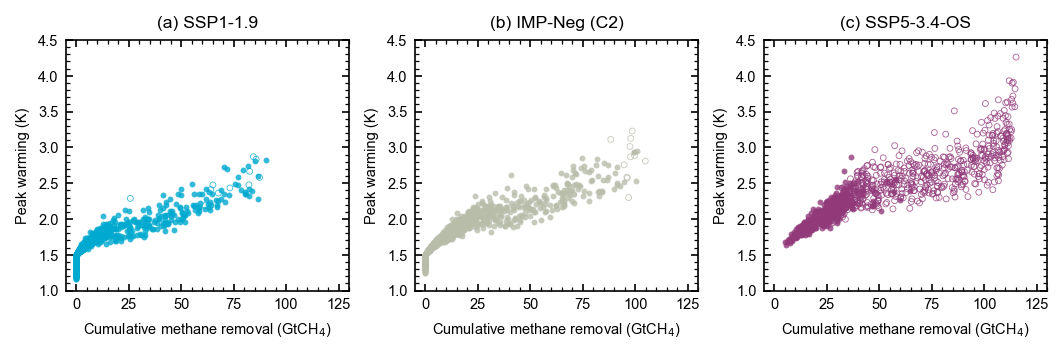 (a) SSP1-1.9
(b) IMP-Neg (C2)
(c) SSP5-3.4-OS
4.5
4.0
3.5
3.0
2.5
2.0
1.5
1.0
Peak warming (K)
0 25 50 75 100 125
Cumulative methane removal (GtCH₄)
4.5
4.0
3.5
3.0
2.5
2.0
1.5
1.0
Peak warming (K)
0 25 50 75 100 125
Cumulative methane removal (GtCH₄)
4.5
4.0
3.5
3.0
2.5
2.0
1.5
1.0
Peak warming (K)
0 25 50 75 100 125
Cumulative methane removal (GtCH₄)